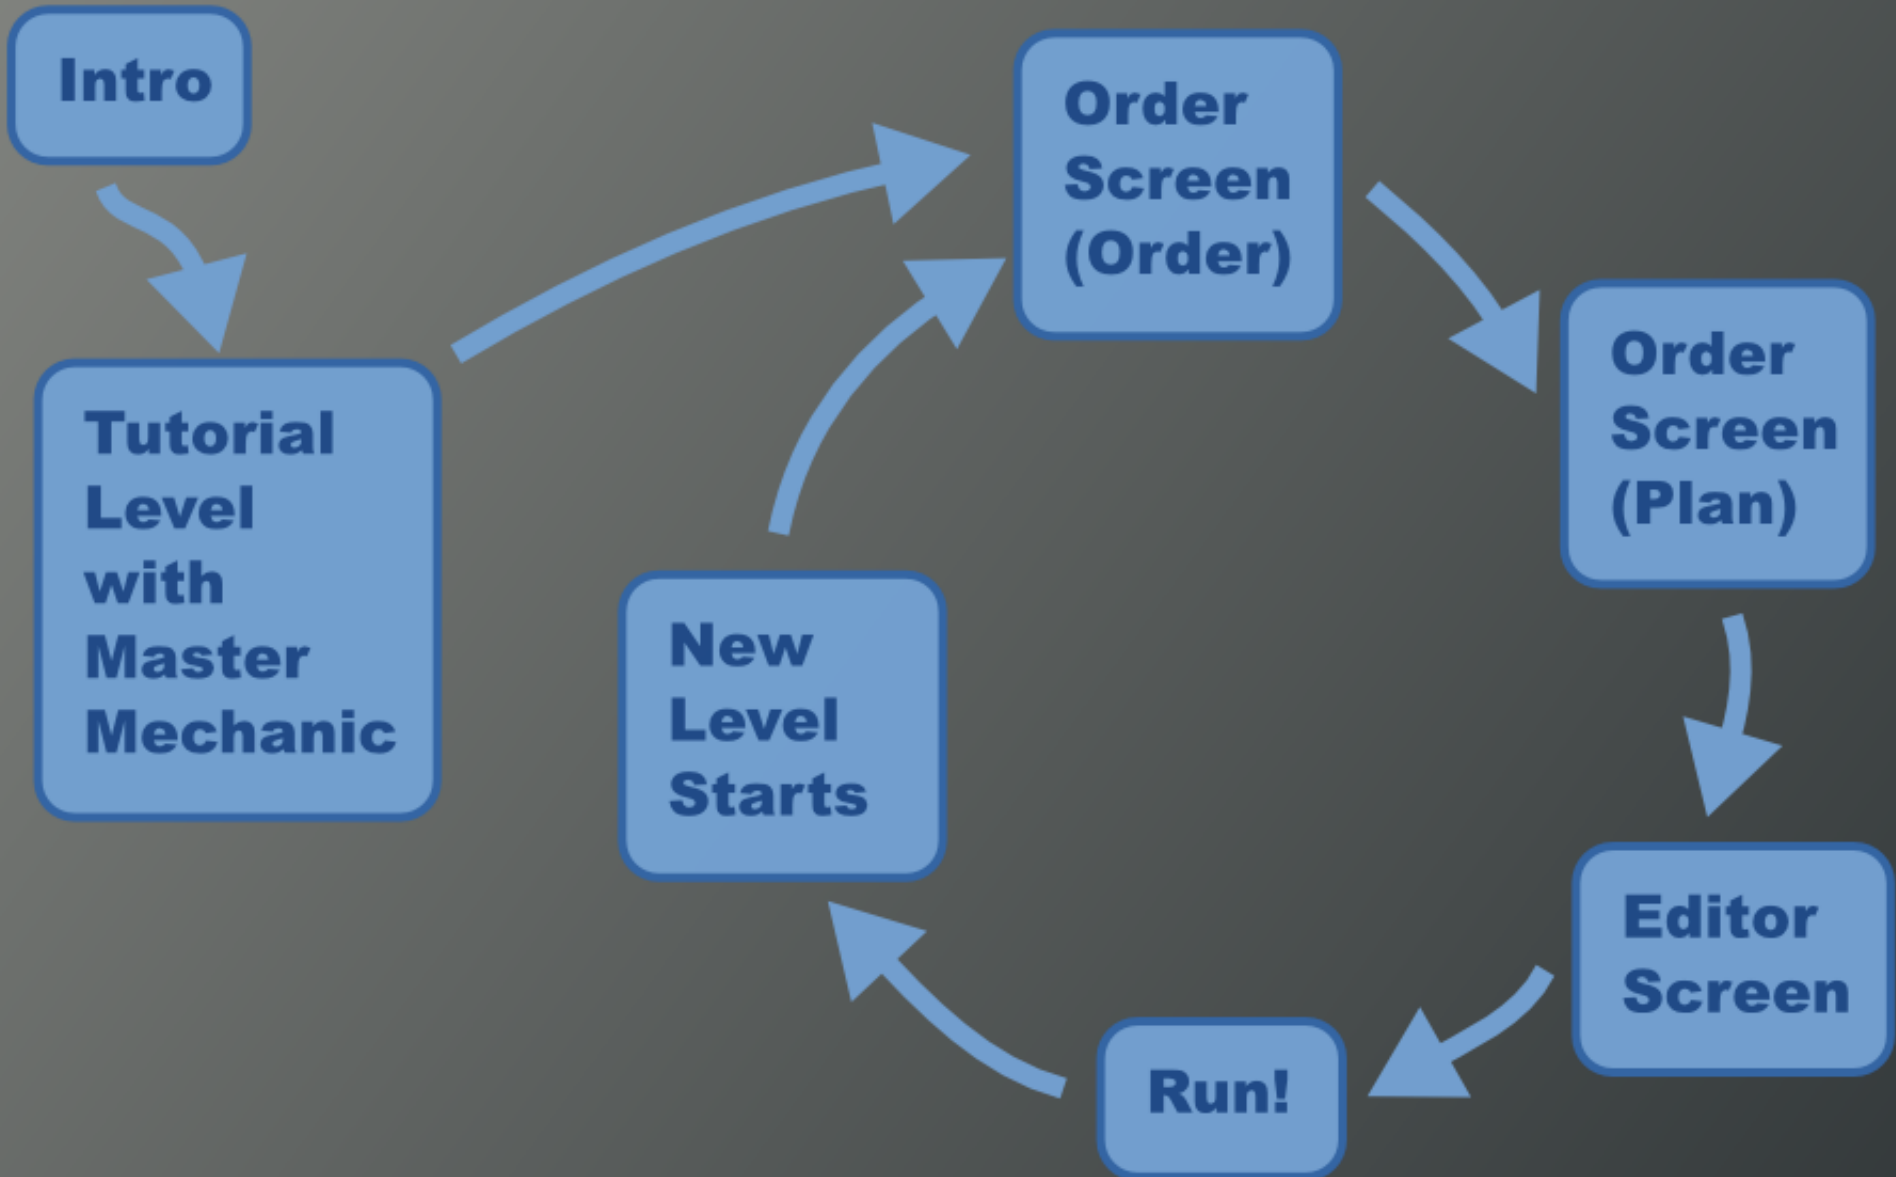 Intro
Tutorial
Level
with
Master
Mechanic
Order
Screen
(Order)
Order
Screen
(Plan)
Editor
Screen
Run!
New
Level
Starts